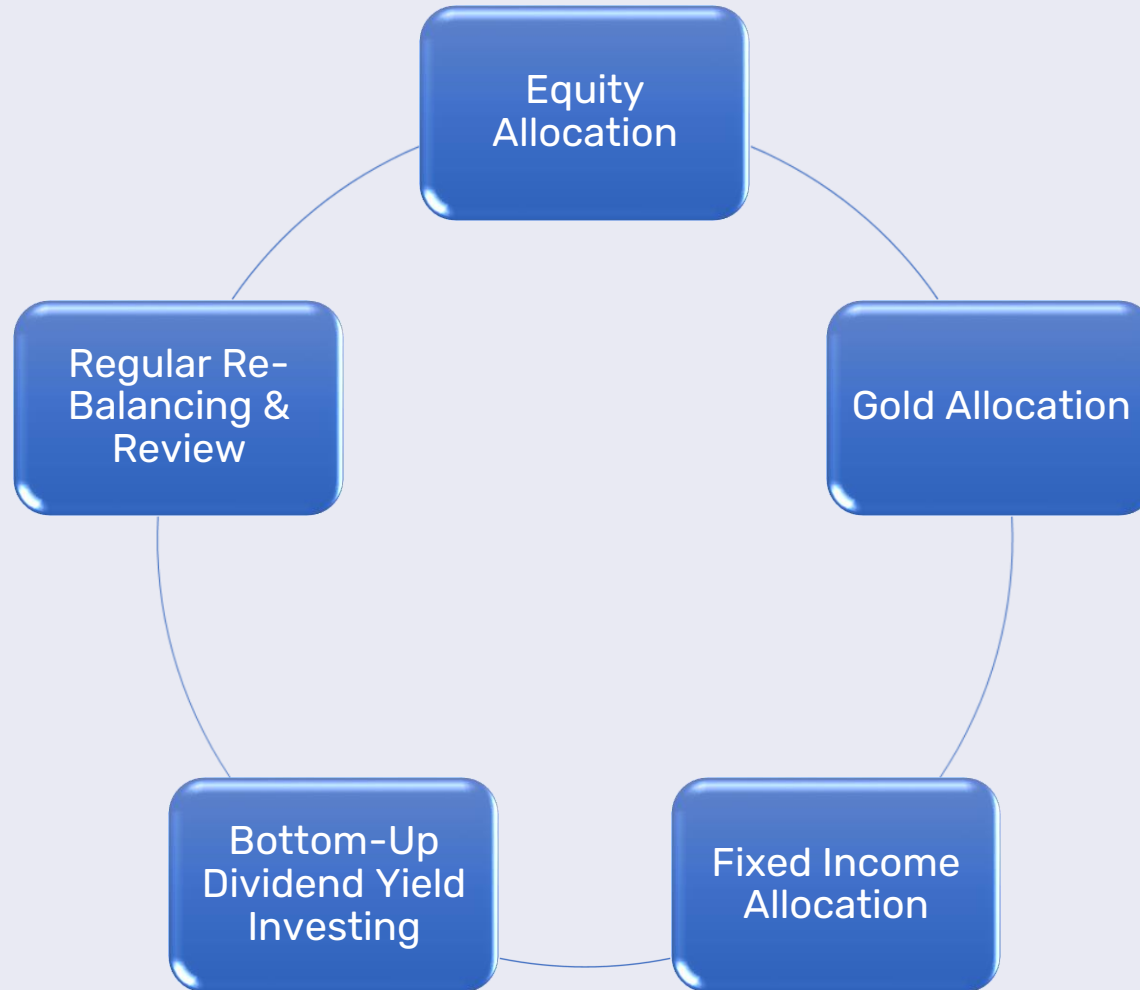 Equity
Allocation
Gold Allocation
Fixed Income
Allocation
Bottom-Up
Dividend Yield
Investing
Regular Re-
Balancing &
Review